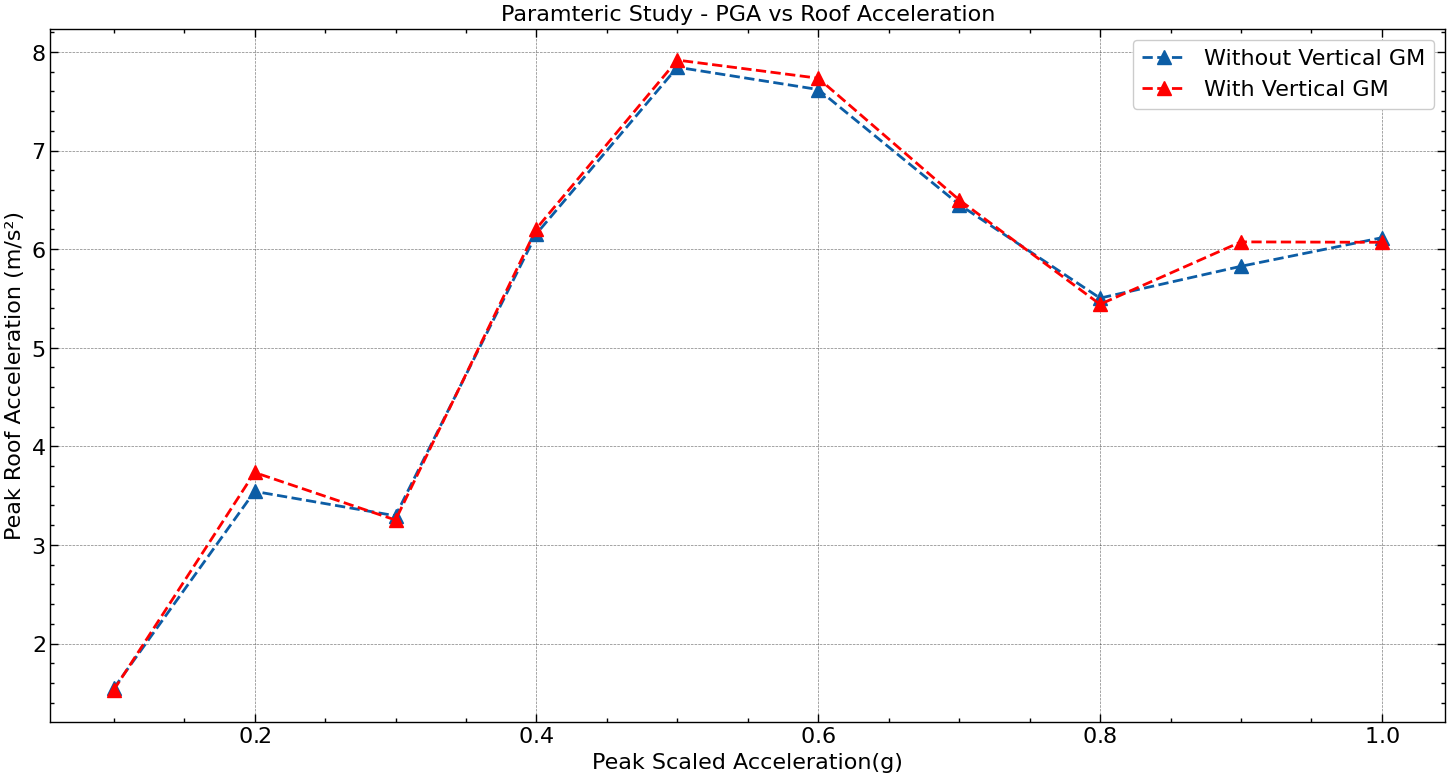 Paramteric Study - PGA vs Roof Acceleration
Without Vertical GM
With Vertical GM
Peak Roof Acceleration (m/s²)
8
7
6
5
4
3
2
0.2 0.4 0.6 0.8 1.0
Peak Scaled Acceleration(g)